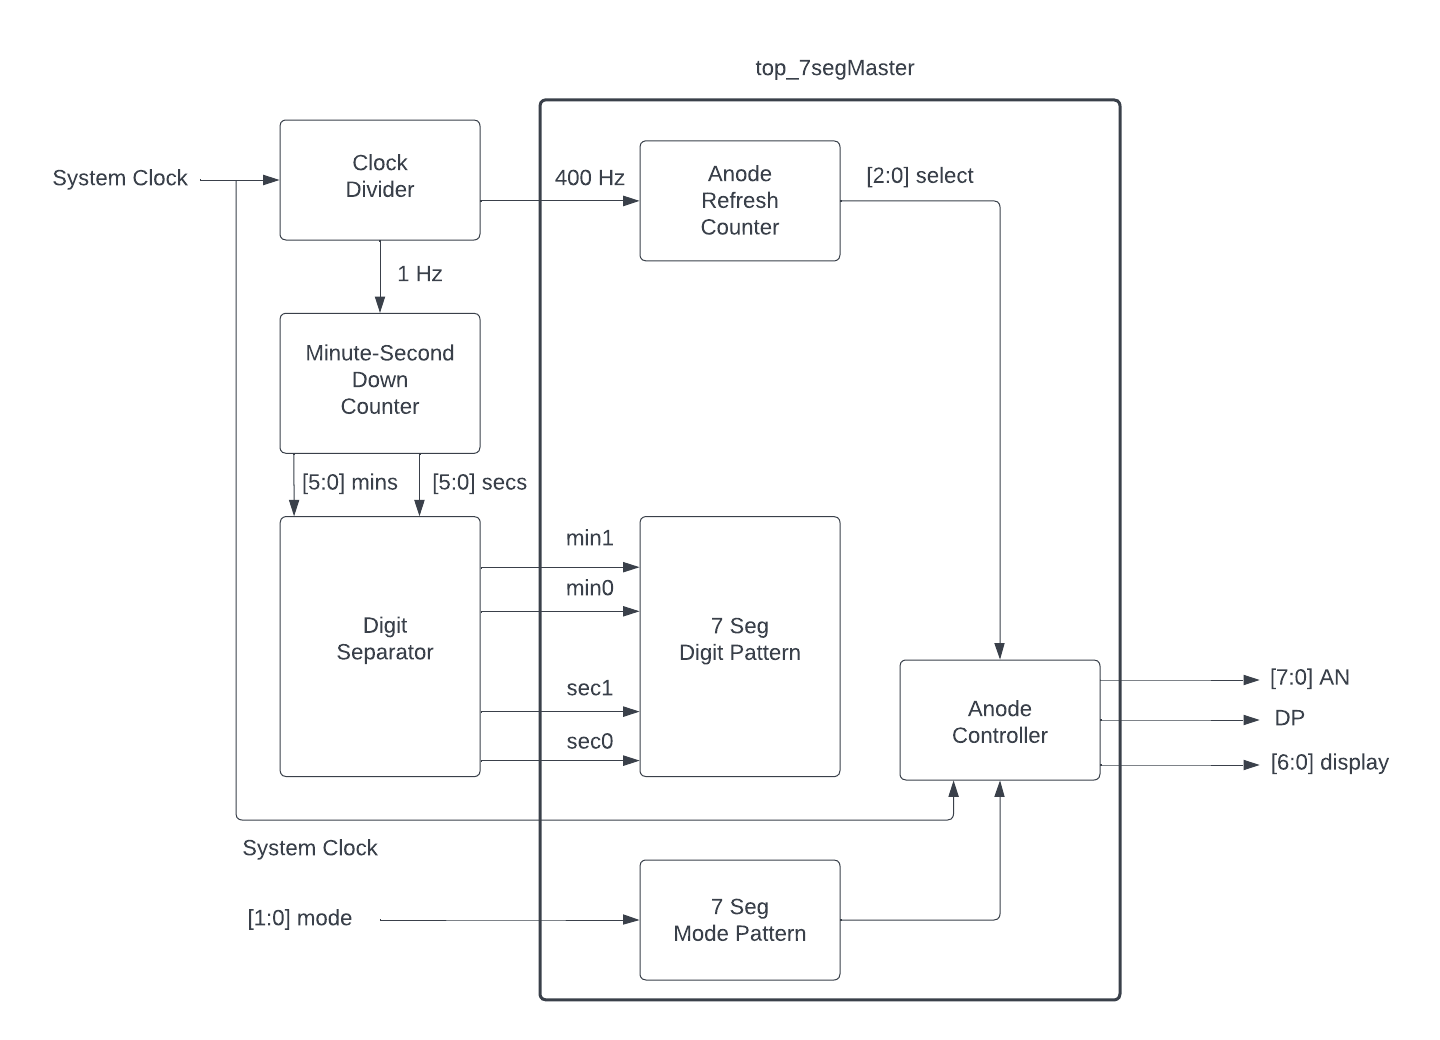 top_7segMaster
System Clock
Clock
Divider
400 Hz
Anode
Refresh
Counter
[2:0] select
1 Hz
Minute-Second
Down
Counter
[5:0] mins
[5:0] secs
Digit
Separator
min1
min0
sec1
sec0
7 Seg
Digit Pattern
Anode
Controller
[7:0] AN
DP
[6:0] display
System Clock
[1:0] mode
7 Seg
Mode Pattern